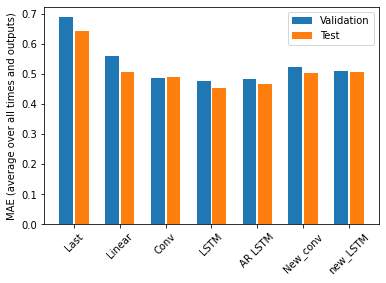 MAE (average over all times and outputs)
0.7
0.6
0.5
0.4
0.3
0.2
0.1
0.0
Validation
Test
Last
Linear
Conv
LSTM
AR LSTM
New_conv
new_LSTM